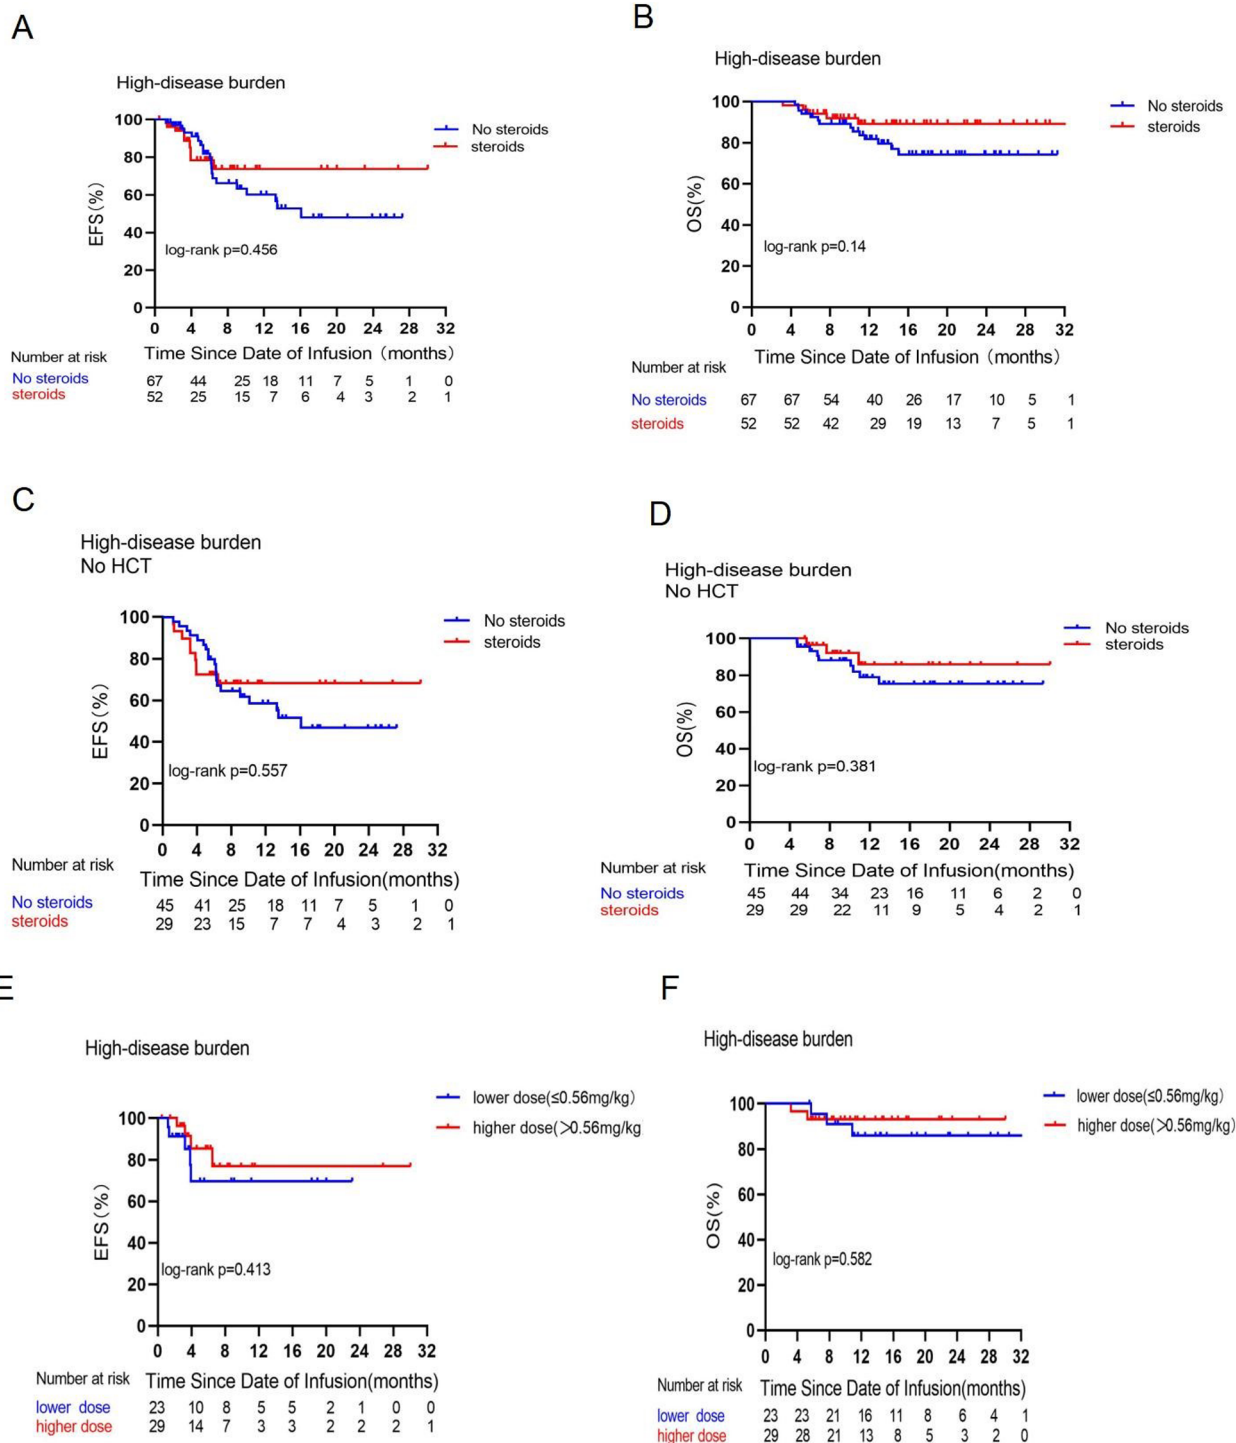 A
High-disease burden
No steroids
steroids
100
80
60
40
20
0
EFS(%)
log-rank p=0.456
0 4 8 12 16 20 24 28 32
Time Since Date of Infusion (months)
Number at risk
No steroids 67 44 25 18 11 7 5 1 0
steroids 52 25 15 7 6 4 3 2 1
B
High-disease burden
No steroids
steroids
100
80
60
40
20
0
OS(%)
log-rank p=0.14
0 4 8 12 16 20 24 28 32
Time Since Date of Infusion (months)
Number at risk
No steroids 67 67 54 40 26 17 10 5 1
steroids 52 52 42 29 19 13 7 5 1
C
High-disease burden
No HCT
No steroids
steroids
100
80
60
40
20
0
EFS(%)
log-rank p=0.557
0 4 8 12 16 20 24 28 32
Time Since Date of Infusion(months)
Number at risk
No steroids 45 41 25 18 11 7 5 1 0
steroids 29 23 15 7 7 4 3 2 1
D
High-disease burden
No HCT
No steroids
steroids
100
80
60
40
20
0
OS(%)
log-rank p=0.381
0 4 8 12 16 20 24 28 32
Time Since Date of Infusion(months)
Number at risk
No steroids 45 44 34 23 16 11 6 2 0
steroids 29 29 22 11 9 5 4 2 1
E
High-disease burden
lower dose(≤0.56mg/kg)
higher dose(>0.56mg/kg
100
80
60
40
20
0
EFS(%)
log-rank p=0.413
0 4 8 12 16 20 24 28 32
Time Since Date of Infusion(months)
Number at risk
lower dose 23 10 8 5 5 2 1 0 0
higher dose 29 14 7 3 3 2 2 2 1
F
High-disease burden
lower dose(≤0.56mg/kg)
higher dose(>0.56mg/kg)
100
80
60
40
20
0
OS(%)
log-rank p=0.582
0 4 8 12 16 20 24 28 32
Time Since Date of Infusion(months)
Number at risk
lower dose 23 23 21 16 11 8 6 4 1
higher dose 29 28 21 13 8 5 3 2 0